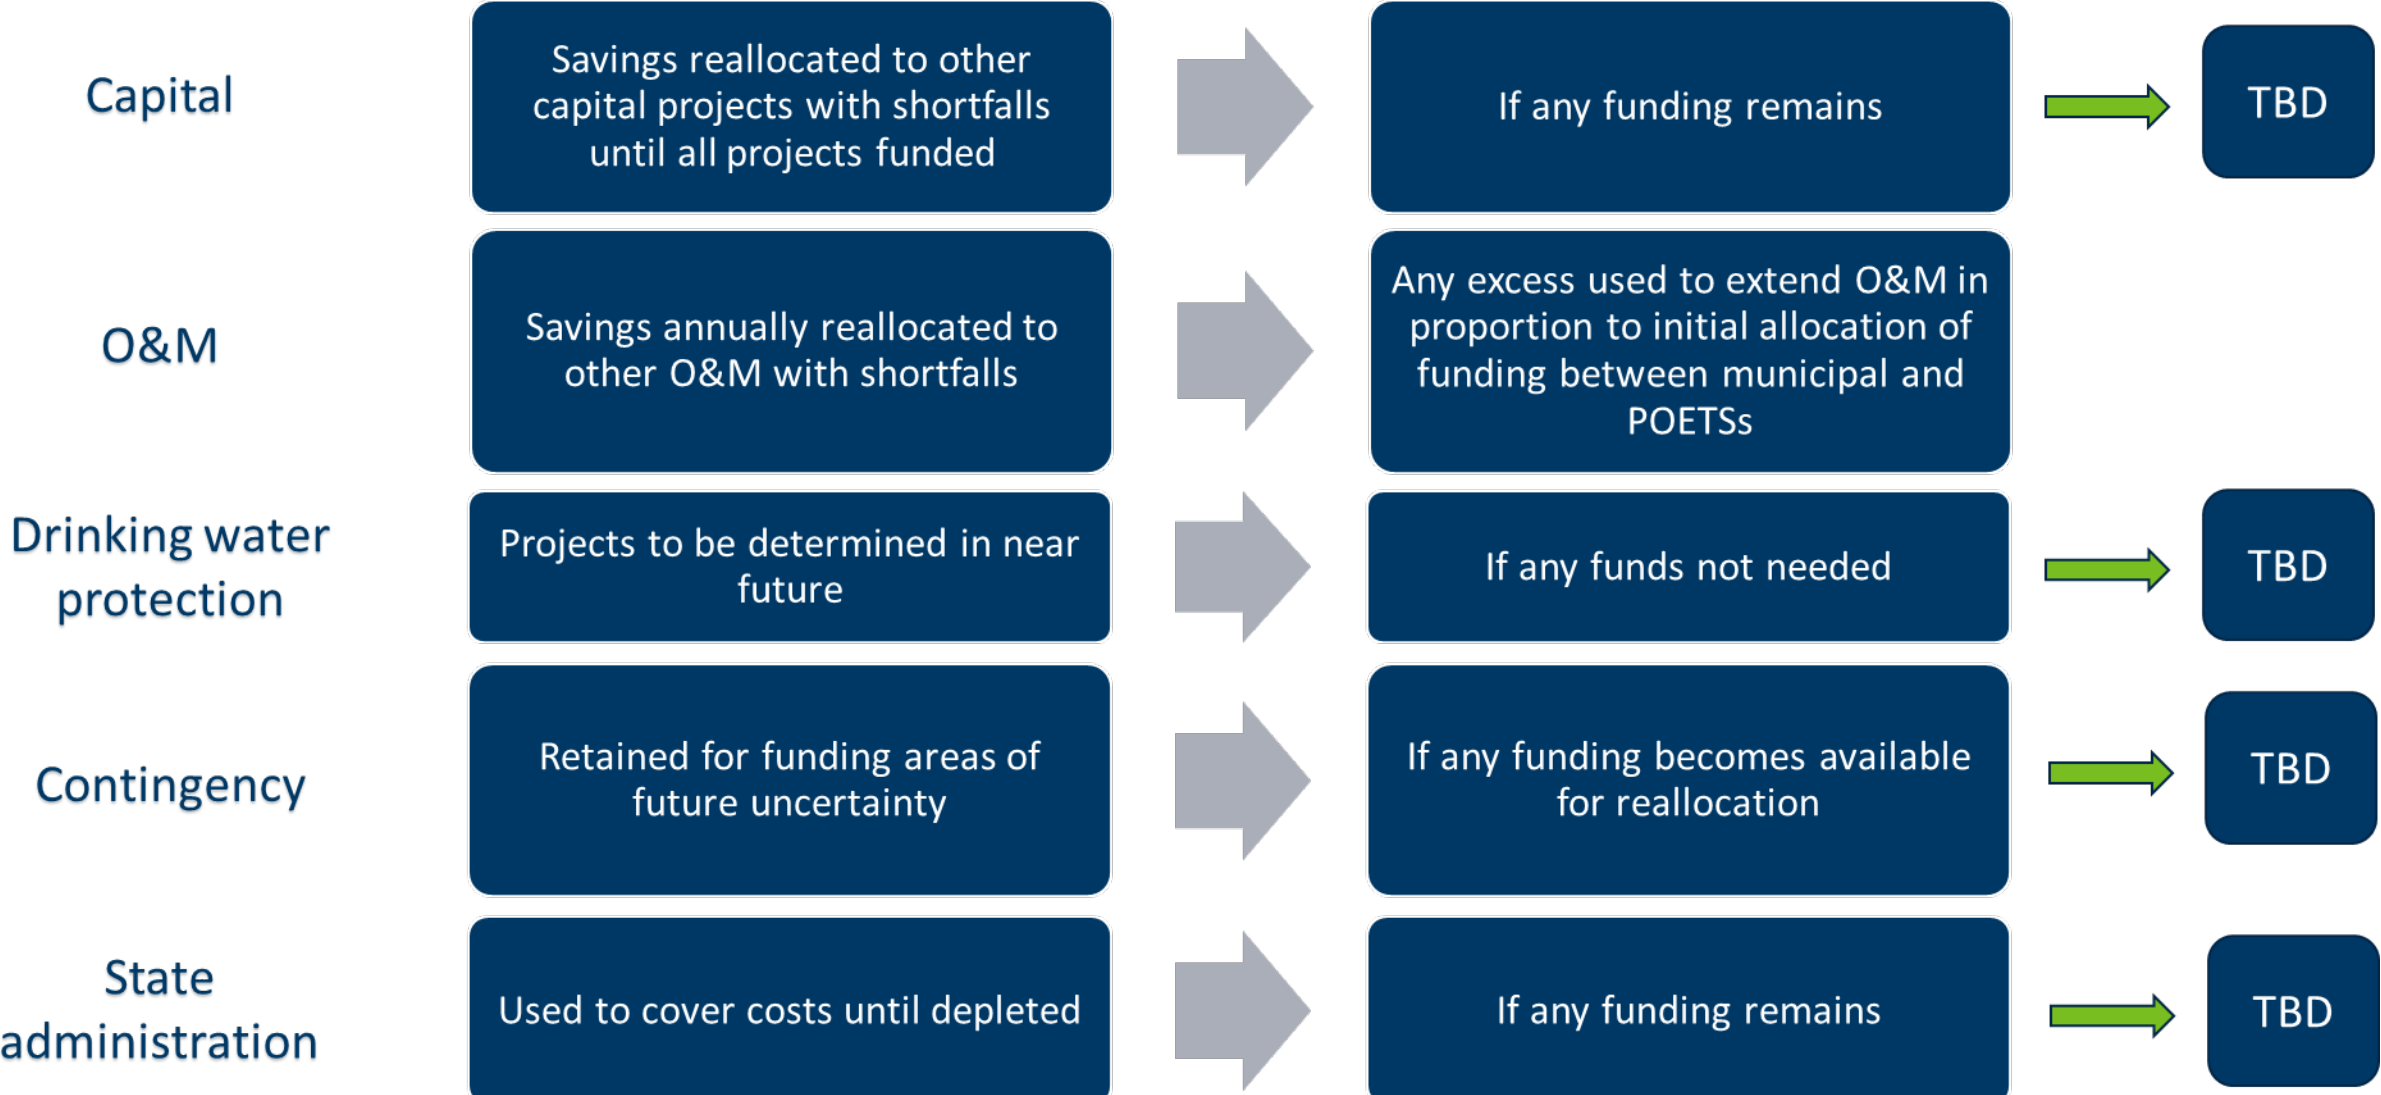 Capital
Savings reallocated to other
capital projects with shortfalls
until all projects funded
If any funding remains
TBD
O&M
Savings annually reallocated to
other O&M with shortfalls
Any excess used to extend O&M in
proportion to initial allocation of
funding between municipal and
POETSs
Drinking water
protection
Projects to be determined in near
future
If any funds not needed
TBD
Contingency
Retained for funding areas of
future uncertainty
If any funding becomes available
for reallocation
TBD
State
administration
Used to cover costs until depleted
If any funding remains
TBD